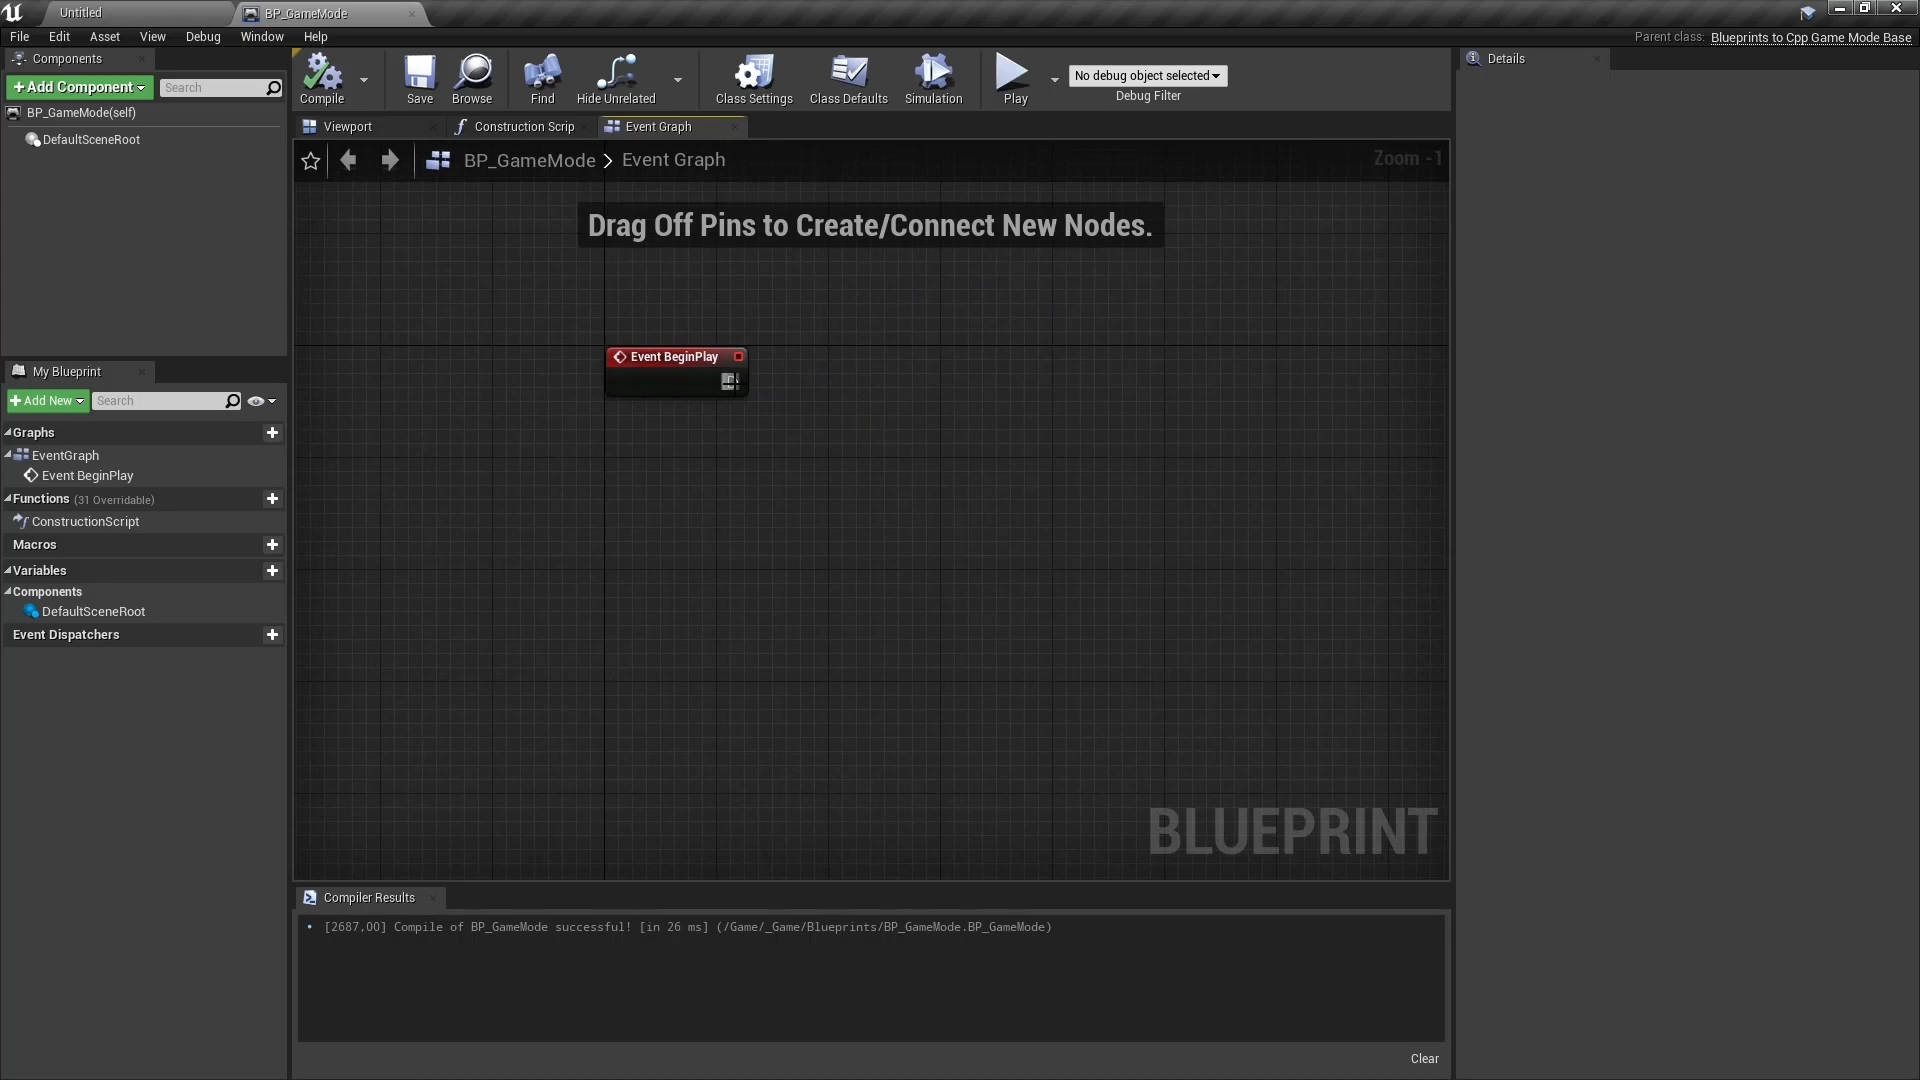 Untitled
BP_GameMode
File Edit Asset View Debug Window Help
Parent class: Blueprints to Cpp Game Mode Base
Components
+Add Component
Search
BP_GameMode(self)
DefaultSceneRoot
Compile
Save
Browse
Find
Hide Unrelated
Class Settings
Class Defaults
Simulation
Play
No debug object selected
Debug Filter
Viewport
Construction Scrip
Event Graph
BP_GameMode > Event Graph
Zoom -1
Drag Off Pins to Create/Connect New Nodes.
Event BeginPlay
BLUEPRINT
My Blueprint
+Add New
Search
Graphs
EventGraph
Event BeginPlay
Functions (31 Overridable)
ConstructionScript
Macros
Variables
Components
DefaultSceneRoot
Event Dispatchers
Compiler Results
[2687,00] Compile of BP_GameMode successful! [in 26 ms] (/Game/_Game/Blueprints/BP_GameMode.BP_GameMode)
Clear
Details